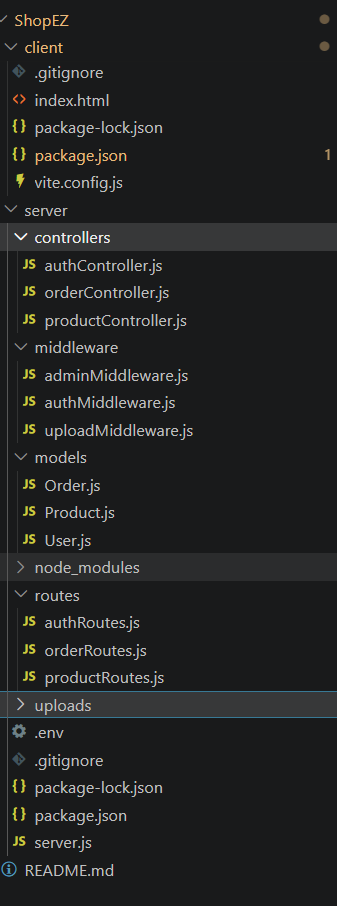 ShopEZ
client
.gitignore
index.html
package-lock.json
package.json 1
vite.config.js
server
controllers
JS authController.js
JS orderController.js
JS productController.js
middleware
JS adminMiddleware.js
JS authMiddleware.js
JS uploadMiddleware.js
models
JS Order.js
JS Product.js
JS User.js
node_modules
routes
JS authRoutes.js
JS orderRoutes.js
JS productRoutes.js
uploads
.env
.gitignore
package-lock.json
package.json
JS server.js
README.md